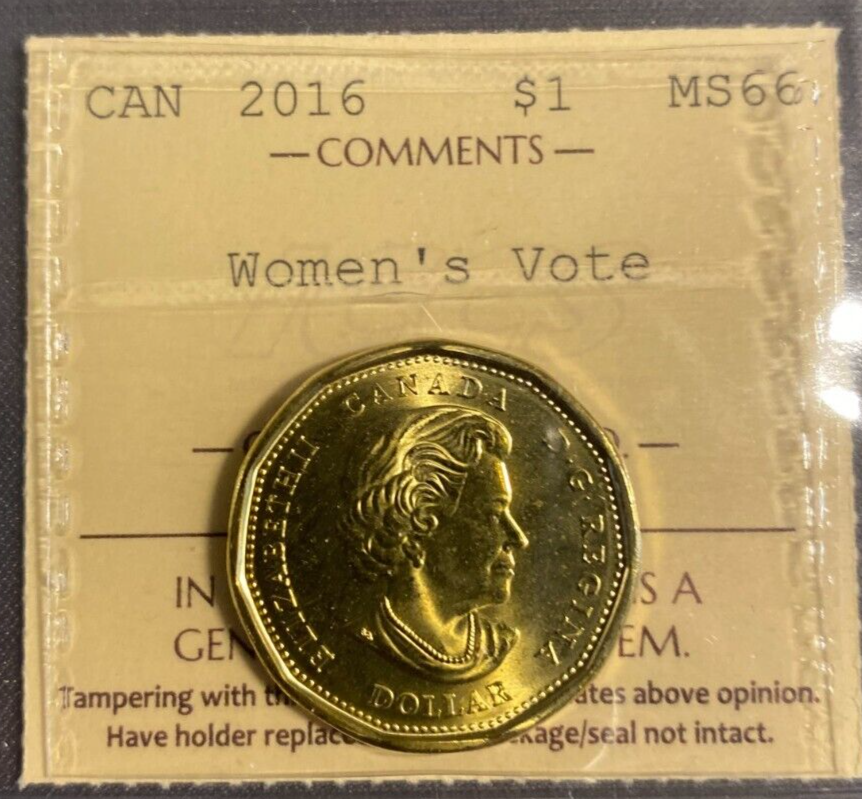 CAN 2016 $1 MS66
— COMMENTS —
Women's Vote
CANADA
ELIZABETH II
D·G·REGINA
DOLLAR
IN S A
GEN EM.
Tampering with th ates above opinion.
Have holder replac kage/seal not intact.